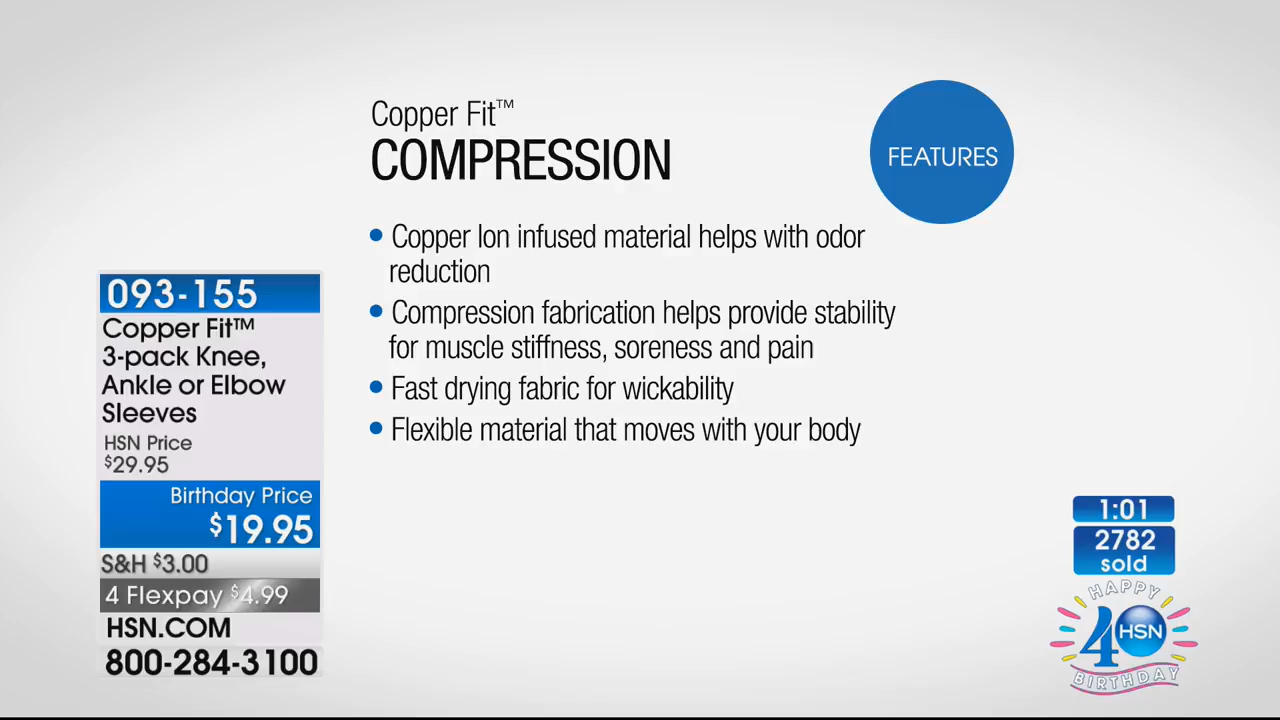 Copper Fit™
COMPRESSION
FEATURES
• Copper Ion infused material helps with odor
reduction
• Compression fabrication helps provide stability
for muscle stiffness, soreness and pain
• Fast drying fabric for wickability
• Flexible material that moves with your body
093-155
Copper Fit™
3-pack Knee,
Ankle or Elbow
Sleeves
HSN Price
$29.95
Birthday Price
$19.95
S&H $3.00
4 Flexpay $4.99
HSN.COM
800-284-3100
1:01
2782
sold
HAPPY
40 HSN
BIRTHDAY